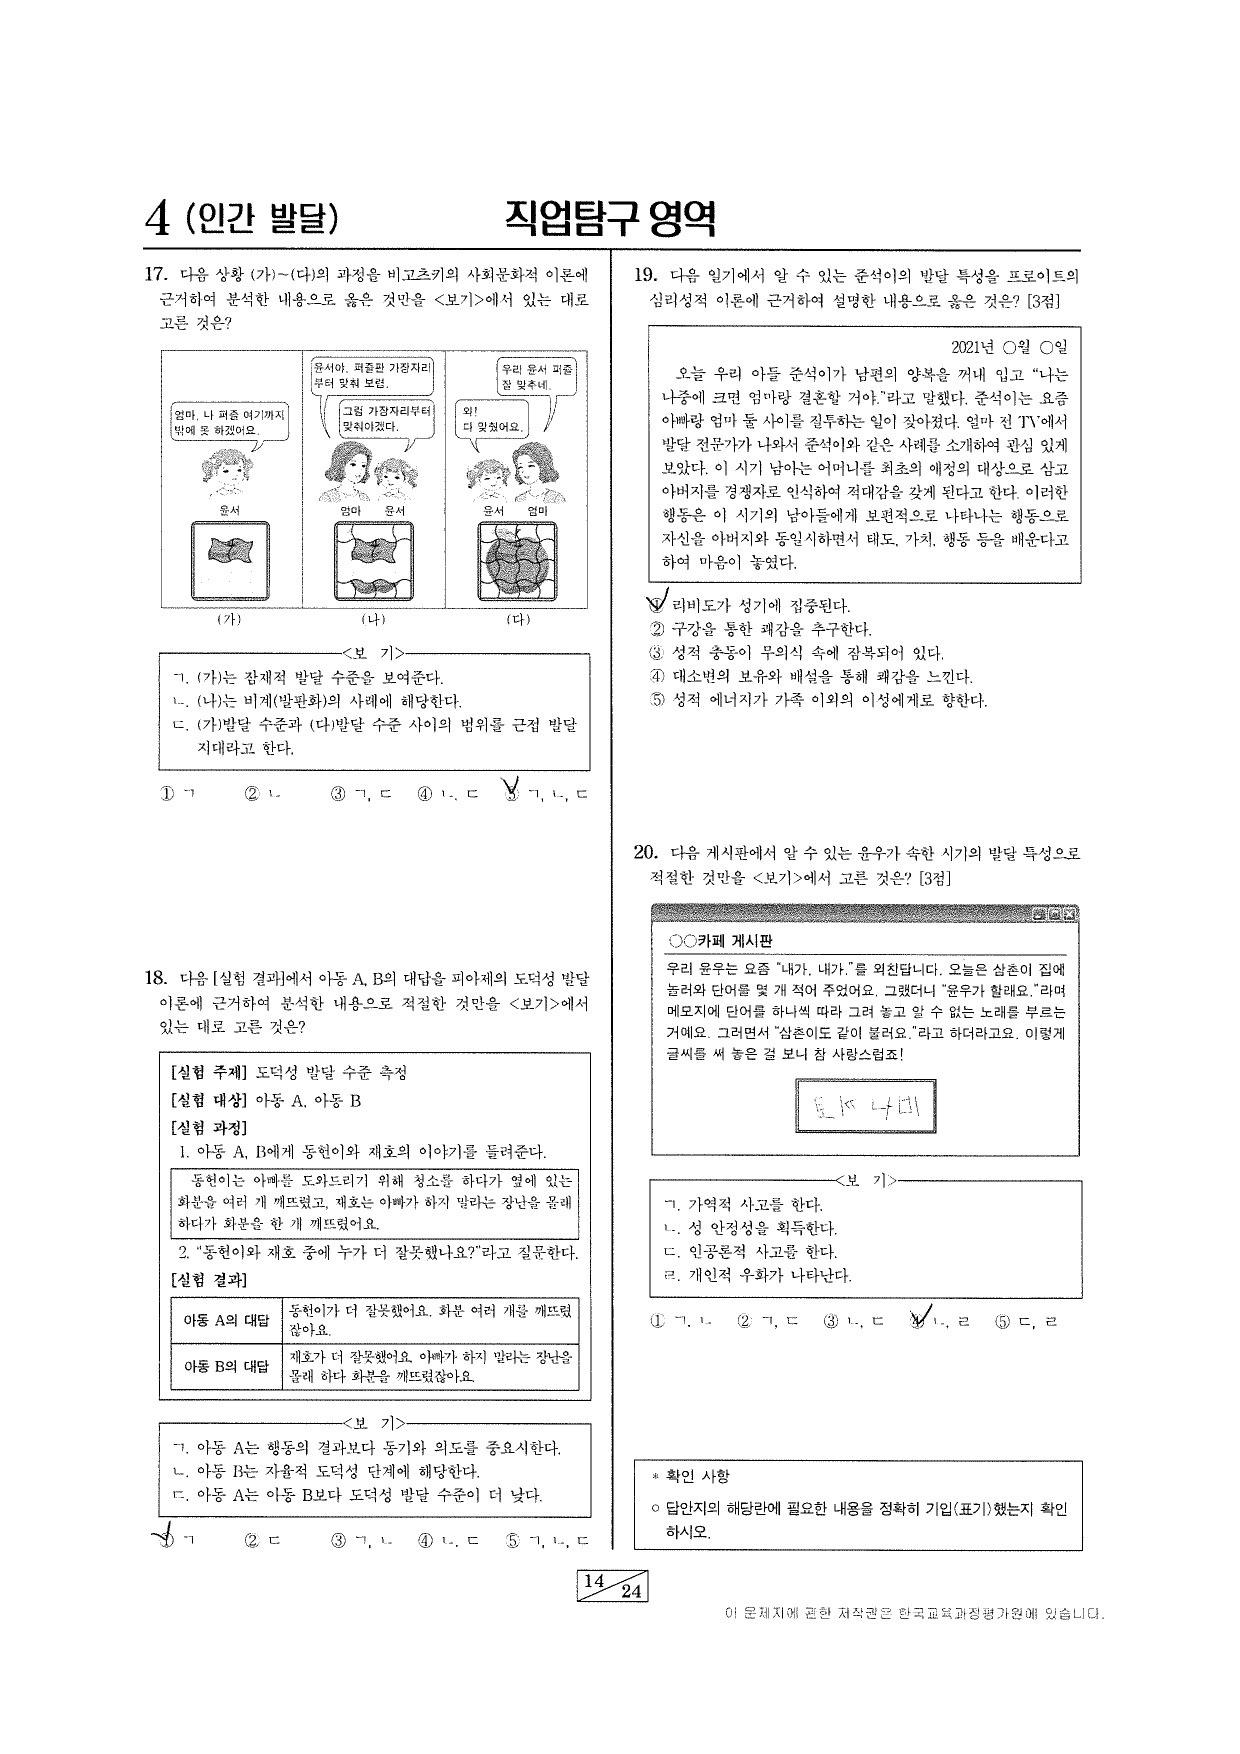 4 (인간 발달)
직업탐구 영역
17. 다음 상황 (가)~(다)의 과정을 비고츠키의 사회문화적 이론에
근거하여 분석한 내용으로 옳은 것만을 <보기>에서 있는 대로
고른 것은?
엄마, 나 퍼즐 여기까지
밖에 못 하겠어요.
윤서
(가)
윤서야, 퍼즐판 가장자리
부터 맞춰 보렴.
그럼 가장자리부터
맞춰야겠다.
엄마 윤서
(나)
우리 윤서 퍼즐
잘 맞추네.
와!
다 맞췄어요.
윤서 엄마
(다)
<보 기>
ㄱ. (가)는 잠재적 발달 수준을 보여준다.
ㄴ. (나)는 비계(발판화)의 사례에 해당한다.
ㄷ. (가)발달 수준과 (다)발달 수준 사이의 범위를 근접 발달
지대라고 한다.
① ㄱ ② ㄴ ③ ㄱ, ㄷ ④ ㄴ, ㄷ ⑤ ㄱ, ㄴ, ㄷ
18. 다음 [실험 결과]에서 아동 A, B의 대답을 피아제의 도덕성 발달
이론에 근거하여 분석한 내용으로 적절한 것만을 <보기>에서
있는 대로 고른 것은?
[실험 주제] 도덕성 발달 수준 측정
[실험 대상] 아동 A, 아동 B
[실험 과정]
1. 아동 A, B에게 동현이와 재호의 이야기를 들려준다.
동현이는 아빠를 도와드리기 위해 청소를 하다가 옆에 있는
화분을 여러 개 깨뜨렸고, 재호는 아빠가 하지 말라는 장난을 몰래
하다가 화분을 한 개 깨뜨렸어요.
2. "동현이와 재호 중에 누가 더 잘못했나요?"라고 질문한다.
[실험 결과]
아동 A의 대답
동현이가 더 잘못했어요. 화분 여러 개를 깨뜨렸
잖아요.
아동 B의 대답
재호가 더 잘못했어요. 아빠가 하지 말라는 장난을
몰래 하다 화분을 깨뜨렸잖아요.
<보 기>
ㄱ. 아동 A는 행동의 결과보다 동기와 의도를 중요시한다.
ㄴ. 아동 B는 자율적 도덕성 단계에 해당한다.
ㄷ. 아동 A는 아동 B보다 도덕성 발달 수준이 더 낮다.
① ㄱ ② ㄷ ③ ㄱ, ㄴ ④ ㄴ, ㄷ ⑤ ㄱ, ㄴ, ㄷ
19. 다음 일기에서 알 수 있는 준석이의 발달 특성을 프로이트의
심리성적 이론에 근거하여 설명한 내용으로 옳은 것은? [3점]
2021년 ○월 ○일
오늘 우리 아들 준석이가 남편의 양복을 꺼내 입고 "나는
나중에 크면 엄마랑 결혼할 거야."라고 말했다. 준석이는 요즘
아빠랑 엄마 둘 사이를 질투하는 일이 잦아졌다. 얼마 전 TV에서
발달 전문가가 나와서 준석이와 같은 사례를 소개하여 관심 있게
보았다. 이 시기 남아는 어머니를 최초의 애정의 대상으로 삼고
아버지를 경쟁자로 인식하여 적대감을 갖게 된다고 한다. 이러한
행동은 이 시기의 남아들에게 보편적으로 나타나는 행동으로
자신을 아버지와 동일시하면서 태도, 가치, 행동 등을 배운다고
하여 마음이 놓였다.
① 리비도가 성기에 집중된다.
② 구강을 통한 쾌감을 추구한다.
③ 성적 충동이 무의식 속에 잠복되어 있다.
④ 대소변의 보유와 배설을 통해 쾌감을 느낀다.
⑤ 성적 에너지가 가족 이외의 이성에게로 향한다.
20. 다음 게시판에서 알 수 있는 윤우가 속한 시기의 발달 특성으로
적절한 것만을 <보기>에서 고른 것은? [3점]
○○카페 게시판
우리 윤우는 요즘 "내가, 내가."를 외친답니다. 오늘은 삼촌이 집에
놀러와 단어를 몇 개 적어 주었어요. 그랬더니 "윤우가 할래요."라며
메모지에 단어를 하나씩 따라 그려 놓고 알 수 없는 노래를 부르는
거예요. 그러면서 "삼촌이도 같이 불러요."라고 하더라고요. 이렇게
글씨를 써 놓은 걸 보니 참 사랑스럽죠!
<보 기>
ㄱ. 가역적 사고를 한다.
ㄴ. 성 안정성을 획득한다.
ㄷ. 인공론적 사고를 한다.
ㄹ. 개인적 우화가 나타난다.
① ㄱ, ㄴ ② ㄱ, ㄷ ③ ㄴ, ㄷ ④ ㄴ, ㄹ ⑤ ㄷ, ㄹ
* 확인 사항
○ 답안지의 해당란에 필요한 내용을 정확히 기입(표기)했는지 확인
하시오.
14 24
이 문제지에 관한 저작권은 한국교육과정평가원에 있습니다.